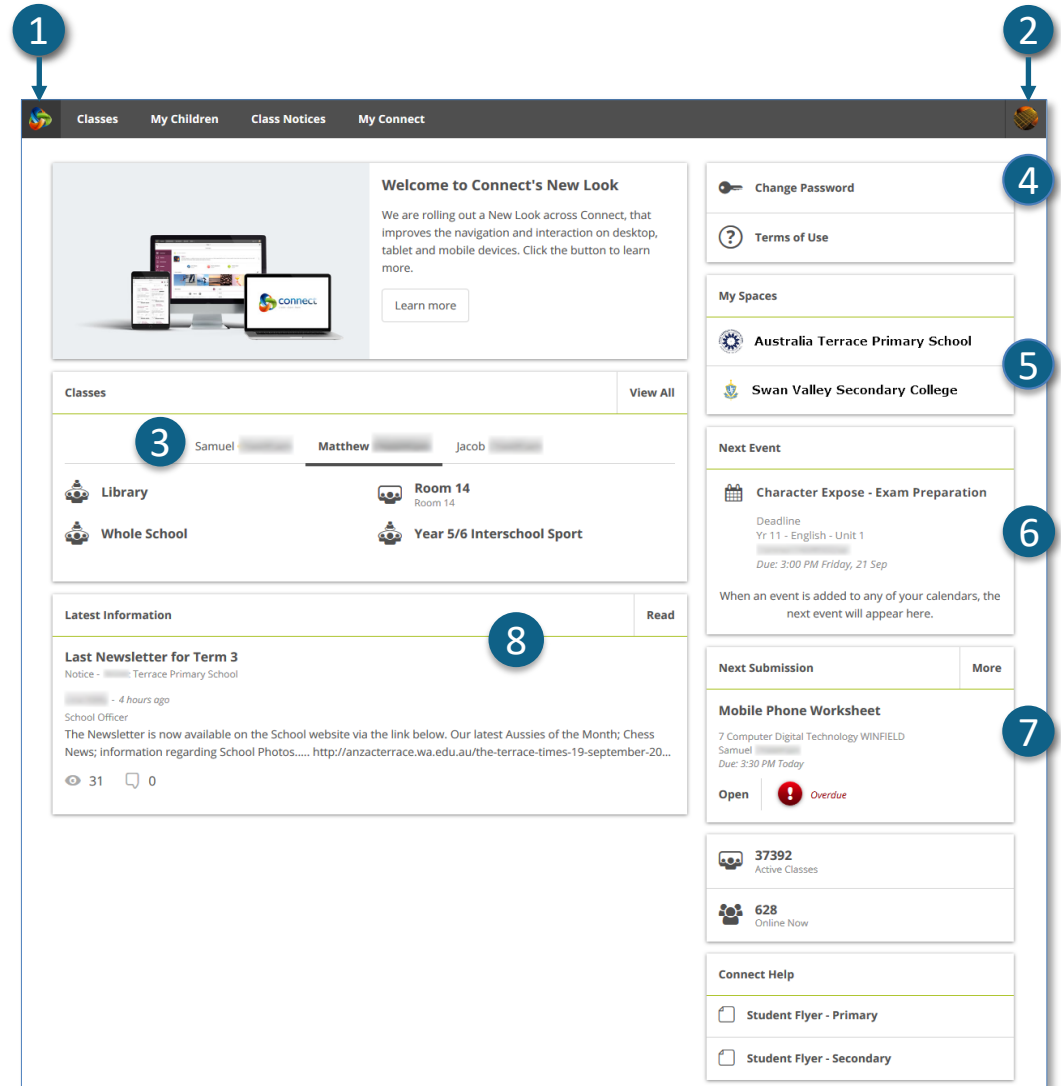 1
2
Classes
My Children
Class Notices
My Connect
Welcome to Connect's New Look
We are rolling out a New Look across Connect, that
improves the navigation and interaction on desktop,
tablet and mobile devices. Click the button to learn
more.
Learn more
connect
Classes
View All
3
Samuel
Matthew
Jacob
Library
Room 14
Room 14
Whole School
Year 5/6 Interschool Sport
Latest Information
Read
8
Last Newsletter for Term 3
Notice - Terrace Primary School
- 4 hours ago
School Officer
The Newsletter is now available on the School website via the link below. Our latest Aussies of the Month; Chess
News; information regarding School Photos..... http://anzacterrace.wa.edu.au/the-terrace-times-19-september-20...
31
0
4
Change Password
? Terms of Use
My Spaces
Australia Terrace Primary School
5
Swan Valley Secondary College
Next Event
Character Expose - Exam Preparation
6
Deadline
Yr 11 - English - Unit 1
Due: 3:00 PM Friday, 21 Sep
When an event is added to any of your calendars, the
next event will appear here.
Next Submission
More
Mobile Phone Worksheet
7
7 Computer Digital Technology WINFIELD
Samuel
Due: 3:30 PM Today
Open
! Overdue
37392
Active Classes
628
Online Now
Connect Help
Student Flyer - Primary
Student Flyer - Secondary